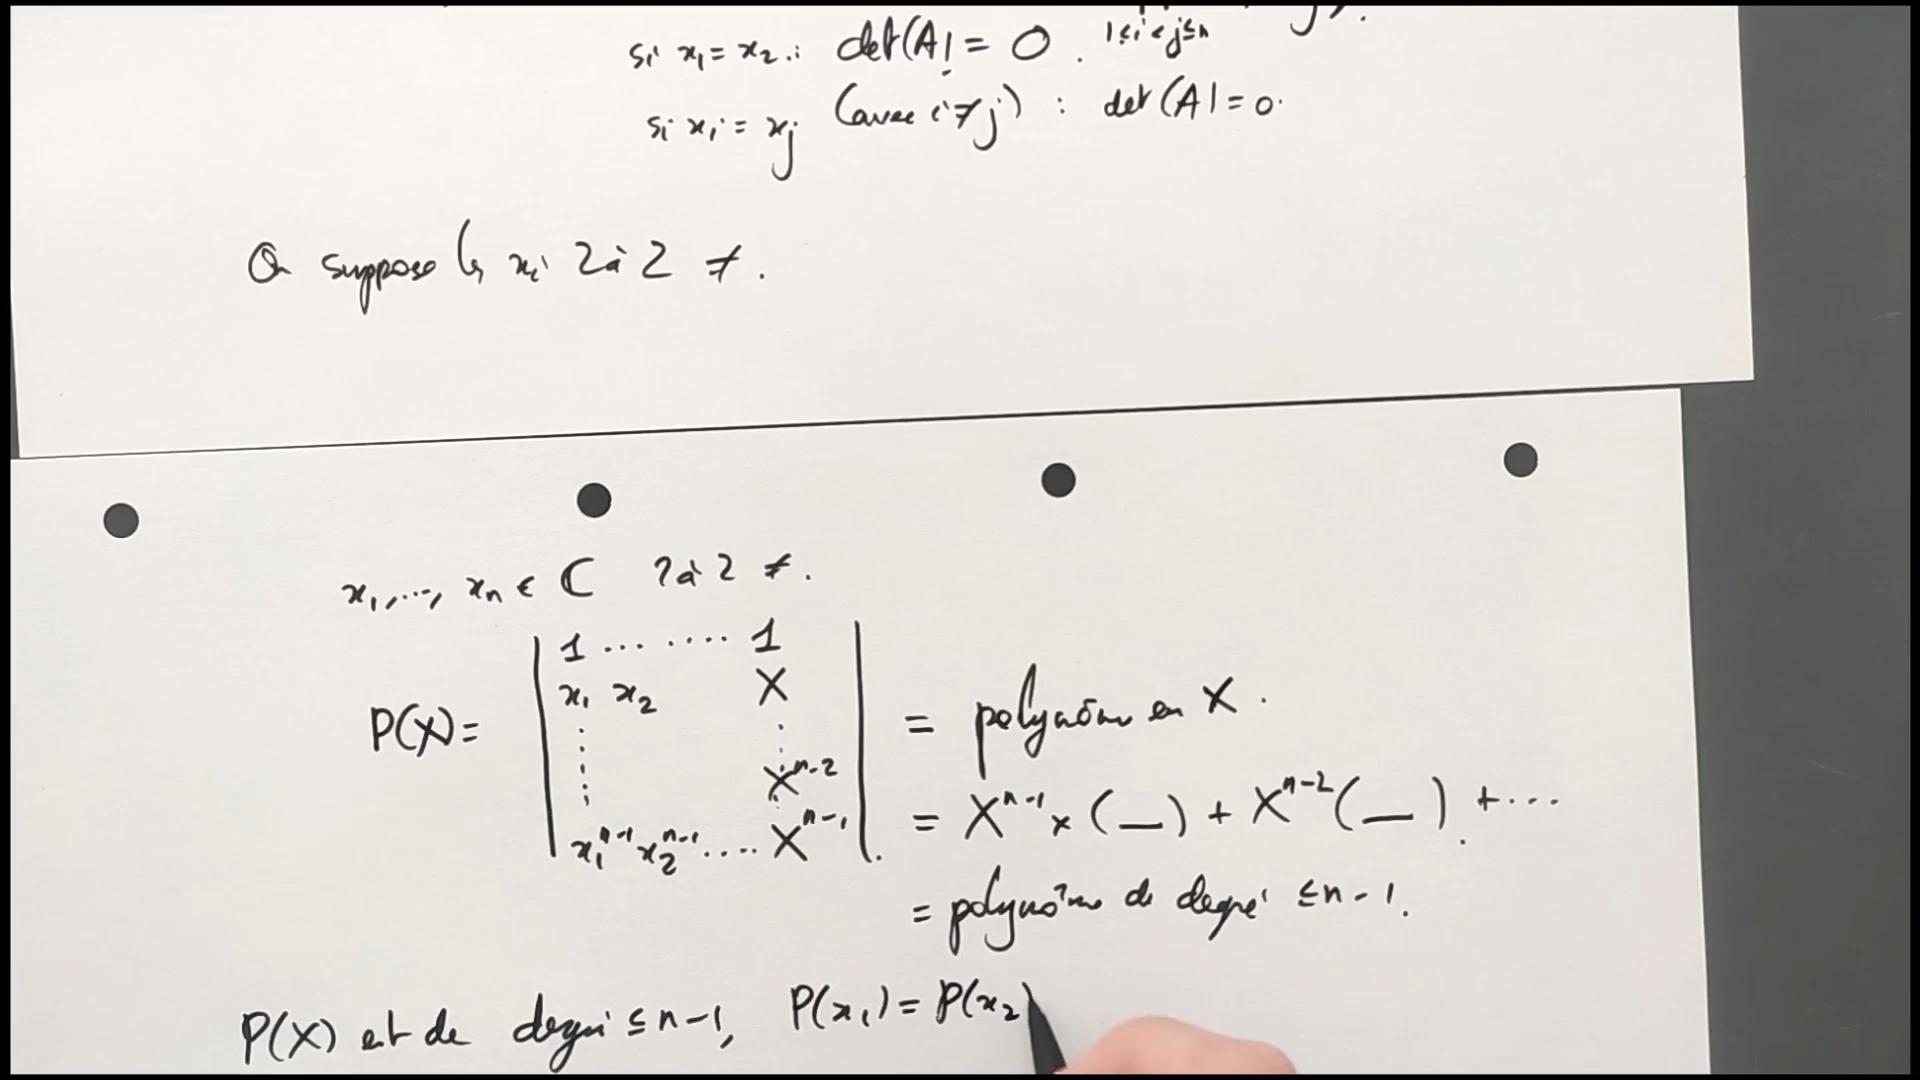 si x₁ = x₂ : det(A) = 0 . 1≤i<j≤n
si xᵢ = xⱼ (avec i≠j) : det(A) = 0.
On suppose les xᵢ 2 à 2 ≠ .
x₁,..., xₙ ∈ ℂ 2 à 2 ≠ .
1 ... .... 1
x₁ x₂ X
P(X) = = polynôme en X .
Xⁿ⁻²
= Xⁿ⁻¹ × ( _ ) + Xⁿ⁻² ( _ ) + ...
x₁ⁿ⁻¹ x₂ⁿ⁻¹ .... Xⁿ⁻¹ .
= polynôme de degré ≤ n-1.
P(X) est de degré ≤ n-1, P(x₁) = P(x₂)